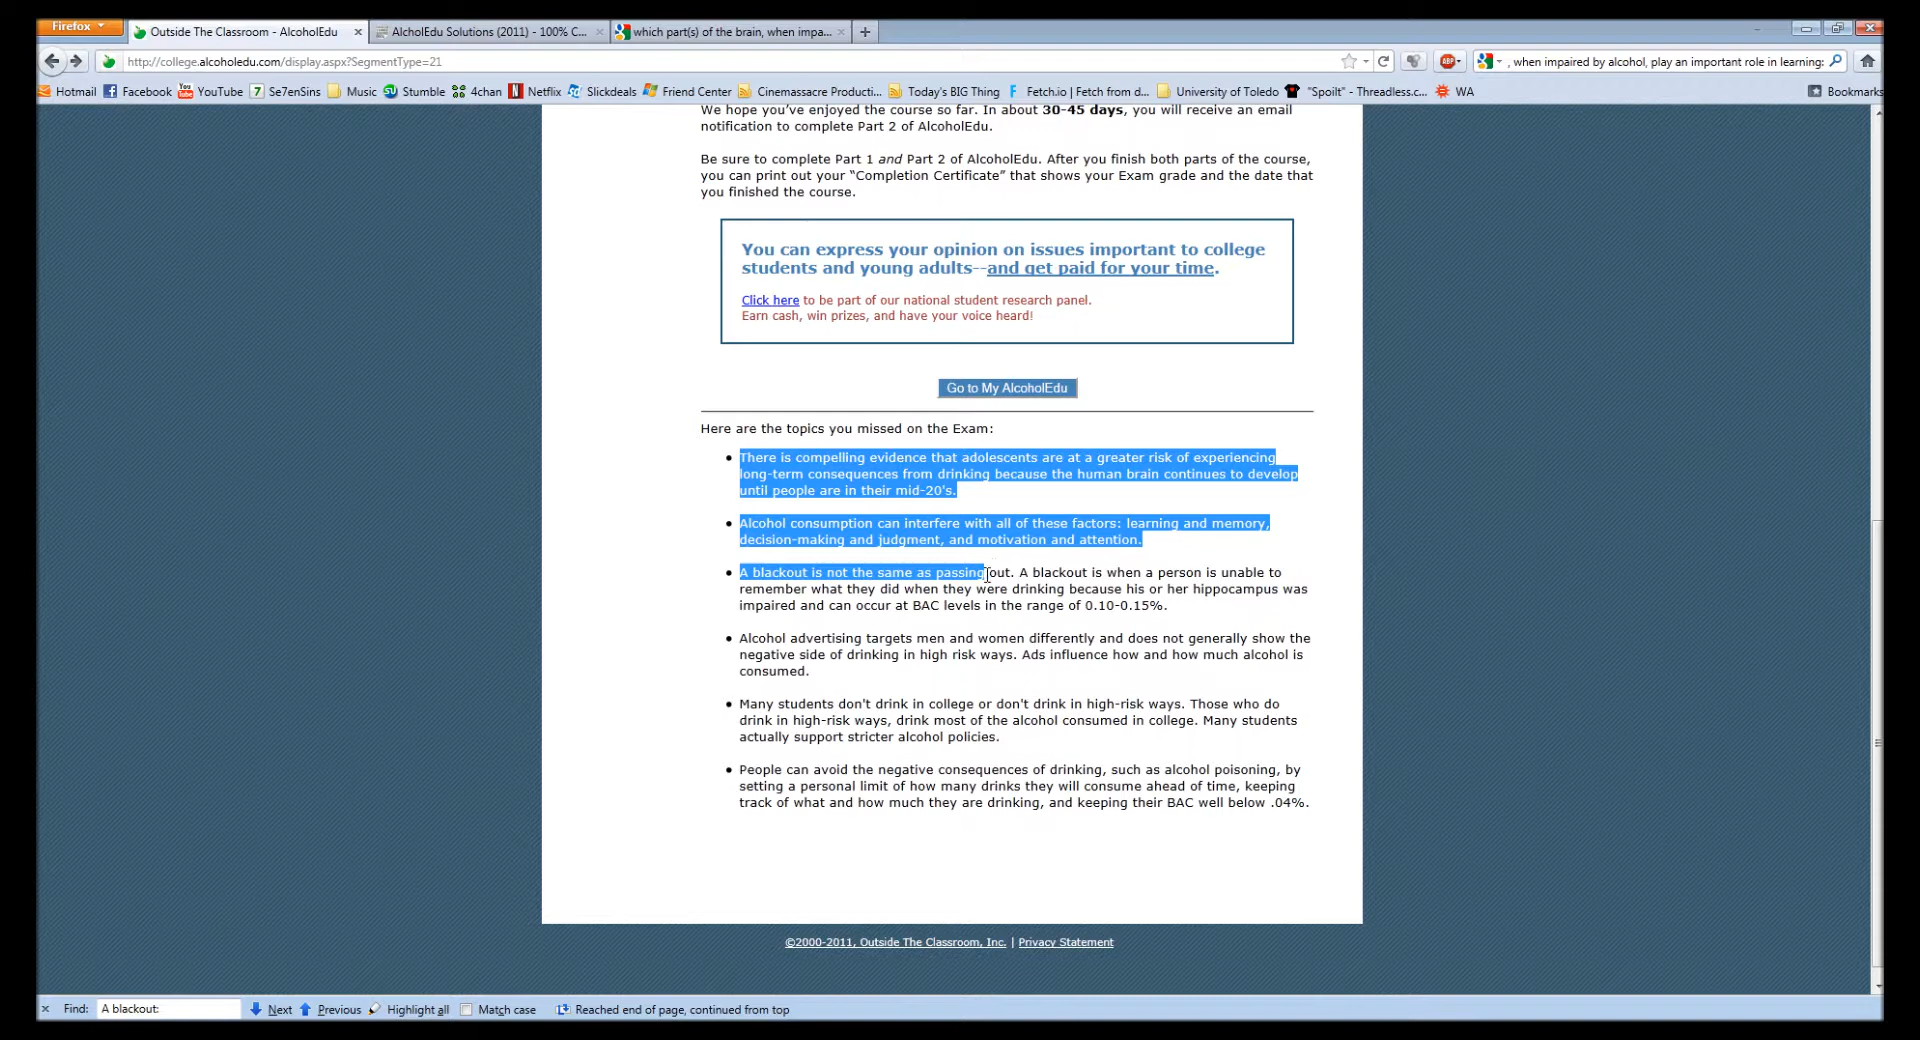 Firefox
Outside The Classroom - AlcoholEdu
AlcholEdu Solutions (2011) - 100% C...
which part(s) of the brain, when impa...
http://college.alcoholedu.com/display.aspx?SegmentType=21
ABP
, when impaired by alcohol, play an important role in learning:
Hotmail
Facebook
YouTube
Se7enSins
Music
Stumble
4chan
Netflix
Slickdeals
Friend Center
Cinemassacre Producti...
Today's BIG Thing
Fetch.io | Fetch from d...
University of Toledo
"Spoilt" - Threadless.c...
WA
Bookmarks
We hope you've enjoyed the course so far. In about 30-45 days, you will receive an email
notification to complete Part 2 of AlcoholEdu.
Be sure to complete Part 1 and Part 2 of AlcoholEdu. After you finish both parts of the course,
you can print out your “Completion Certificate” that shows your Exam grade and the date that
you finished the course.
You can express your opinion on issues important to college
students and young adults--and get paid for your time.
Click here to be part of our national student research panel.
Earn cash, win prizes, and have your voice heard!
Go to My AlcoholEdu
Here are the topics you missed on the Exam:
There is compelling evidence that adolescents are at a greater risk of experiencing
long-term consequences from drinking because the human brain continues to develop
until people are in their mid-20's.
Alcohol consumption can interfere with all of these factors: learning and memory,
decision-making and judgment, and motivation and attention.
A blackout is not the same as passing out. A blackout is when a person is unable to
remember what they did when they were drinking because his or her hippocampus was
impaired and can occur at BAC levels in the range of 0.10-0.15%.
Alcohol advertising targets men and women differently and does not generally show the
negative side of drinking in high risk ways. Ads influence how and how much alcohol is
consumed.
Many students don't drink in college or don't drink in high-risk ways. Those who do
drink in high-risk ways, drink most of the alcohol consumed in college. Many students
actually support stricter alcohol policies.
People can avoid the negative consequences of drinking, such as alcohol poisoning, by
setting a personal limit of how many drinks they will consume ahead of time, keeping
track of what and how much they are drinking, and keeping their BAC well below .04%.
©2000-2011, Outside The Classroom, Inc. | Privacy Statement
Find:
A blackout:
Next
Previous
Highlight all
Match case
Reached end of page, continued from top